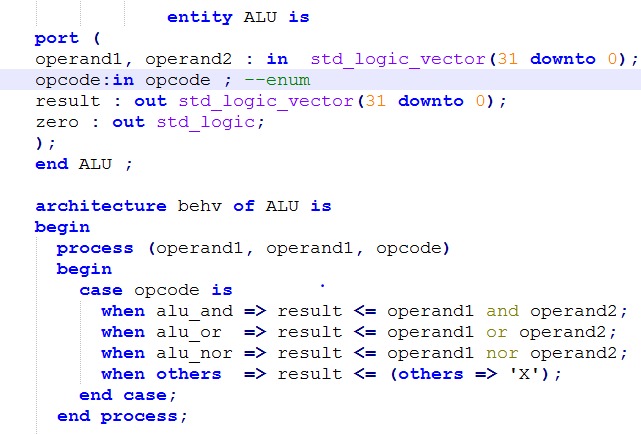 entity ALU is
port (
operand1, operand2 : in  std_logic_vector(31 downto 0);
opcode:in opcode ; --enum
result : out std_logic_vector(31 downto 0);
zero : out std_logic;
);
end ALU ;
architecture behv of ALU is
begin
process (operand1, operand1, opcode)
begin
case opcode is
when alu_and => result <= operand1 and operand2;
when alu_or  => result <= operand1 or operand2;
when alu_nor => result <= operand1 nor operand2;
when others  => result <= (others => 'X');
end case;
end process;